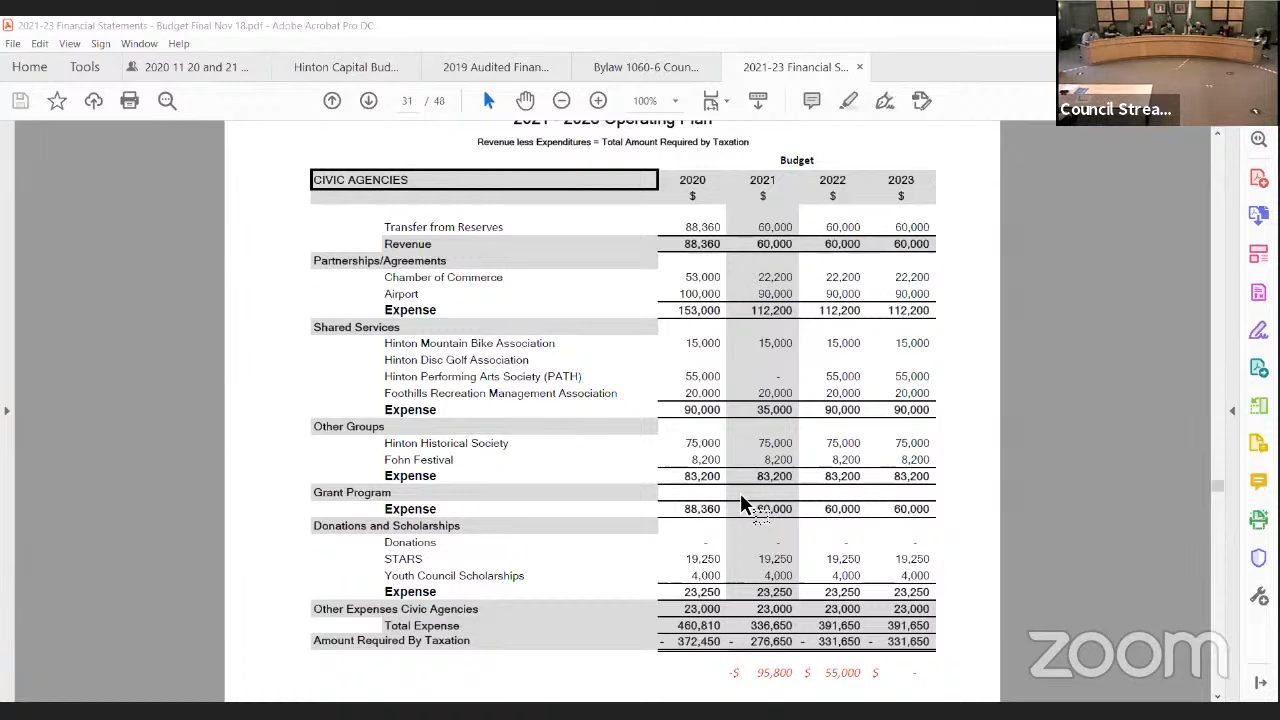 2021-23 Financial Statements - Budget Final Nov 18.pdf - Adobe Acrobat Pro DC
File Edit View Sign Window Help
Home Tools 2020 11 20 and 21 ... Hinton Capital Bud... 2019 Audited Finan... Bylaw 1060-6 Coun... 2021-23 Financial S... ×
31 / 48 100%
Council Strea...
2021 - 2023 Operating Plan
Revenue less Expenditures = Total Amount Required by Taxation
Budget
CIVIC AGENCIES 2020 2021 2022 2023
$ $ $ $
Transfer from Reserves 88,360 60,000 60,000 60,000
Revenue 88,360 60,000 60,000 60,000
Partnerships/Agreements
Chamber of Commerce 53,000 22,200 22,200 22,200
Airport 100,000 90,000 90,000 90,000
Expense 153,000 112,200 112,200 112,200
Shared Services
Hinton Mountain Bike Association 15,000 15,000 15,000 15,000
Hinton Disc Golf Association
Hinton Performing Arts Society (PATH) 55,000 - 55,000 55,000
Foothills Recreation Management Association 20,000 20,000 20,000 20,000
Expense 90,000 35,000 90,000 90,000
Other Groups
Hinton Historical Society 75,000 75,000 75,000 75,000
Fohn Festival 8,200 8,200 8,200 8,200
Expense 83,200 83,200 83,200 83,200
Grant Program
Expense 88,360 60,000 60,000 60,000
Donations and Scholarships
Donations - - - -
STARS 19,250 19,250 19,250 19,250
Youth Council Scholarships 4,000 4,000 4,000 4,000
Expense 23,250 23,250 23,250 23,250
Other Expenses Civic Agencies 23,000 23,000 23,000 23,000
Total Expense 460,810 336,650 391,650 391,650
Amount Required By Taxation - 372,450 - 276,650 - 331,650 - 331,650
-$ 95,800 $ 55,000 $ -
zoom